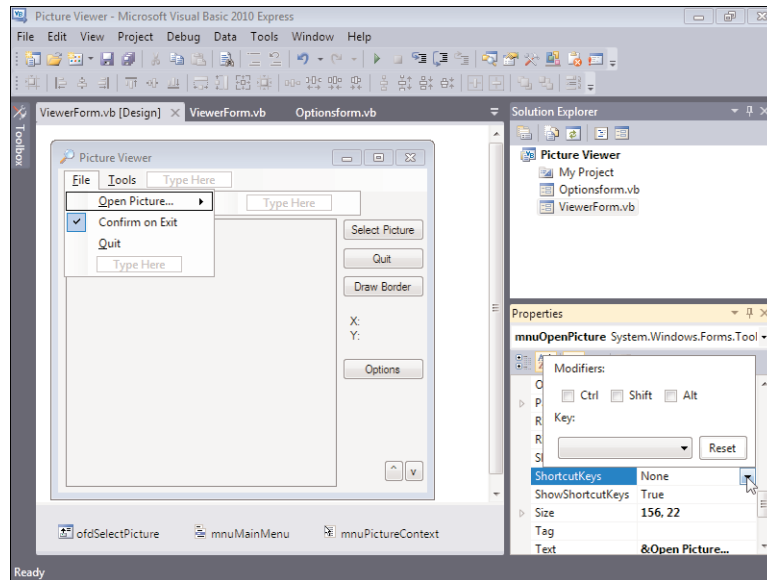 Picture Viewer - Microsoft Visual Basic 2010 Express
File Edit View Project Debug Data Tools Window Help
ViewerForm.vb [Design] ViewerForm.vb Optionsform.vb
Toolbox
Picture Viewer
File Tools Type Here
Open Picture... Type Here
Confirm on Exit
Quit
Type Here
Select Picture
Quit
Draw Border
X:
Y:
Options
ofdSelectPicture mnuMainMenu mnuPictureContext
Solution Explorer
Picture Viewer
My Project
Optionsform.vb
ViewerForm.vb
Properties
mnuOpenPicture System.Windows.Forms.Tool
Modifiers:
Ctrl Shift Alt
Key:
Reset
ShortcutKeys None
ShowShortcutKeys True
Size 156, 22
Tag
Text &Open Picture...
Ready